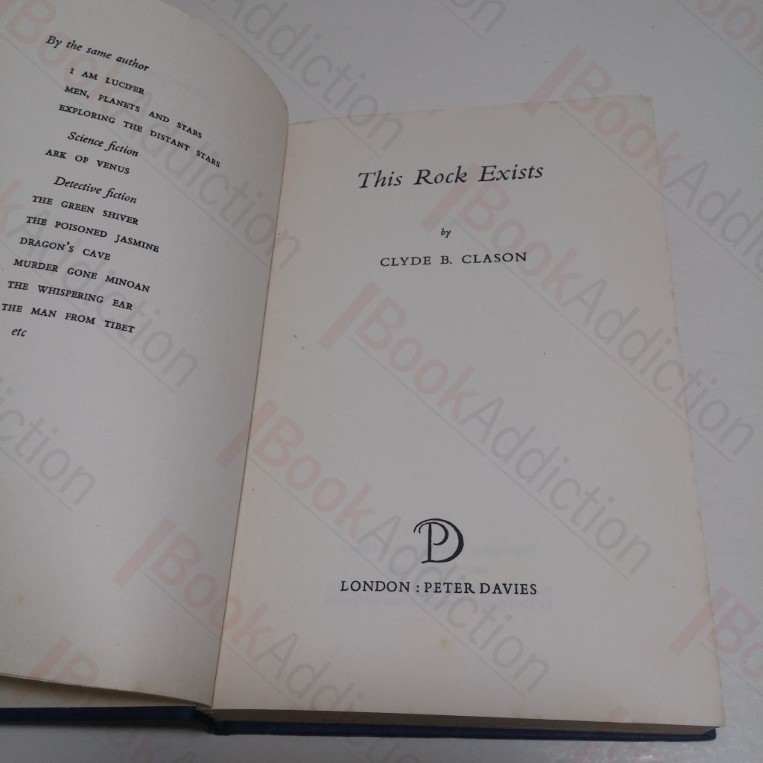 By the same author
I AM LUCIFER
MEN, PLANETS AND STARS
EXPLORING THE DISTANT STARS
Science fiction
ARK OF VENUS
Detective fiction
THE GREEN SHIVER
THE POISONED JASMINE
DRAGON'S CAVE
MURDER GONE MINOAN
THE WHISPERING EAR
THE MAN FROM TIBET
etc
This Rock Exists
by
CLYDE B. CLASON
PD
LONDON : PETER DAVIES
BookAddiction